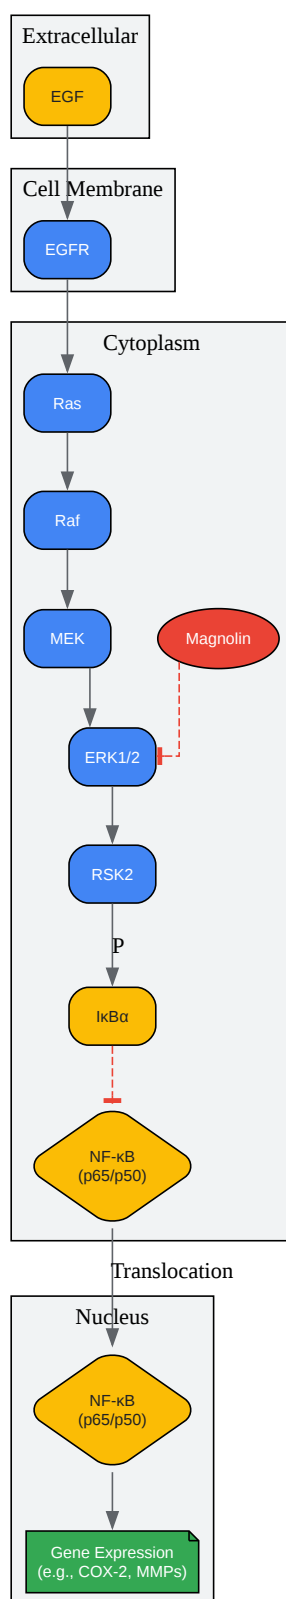 Extracellular
EGF
Cell Membrane
EGFR
Cytoplasm
Ras
Raf
MEK
Magnolin
ERK1/2
RSK2
P
IκBα
NF-κB
(p65/p50)
Translocation
Nucleus
NF-κB
(p65/p50)
Gene Expression
(e.g., COX-2, MMPs)